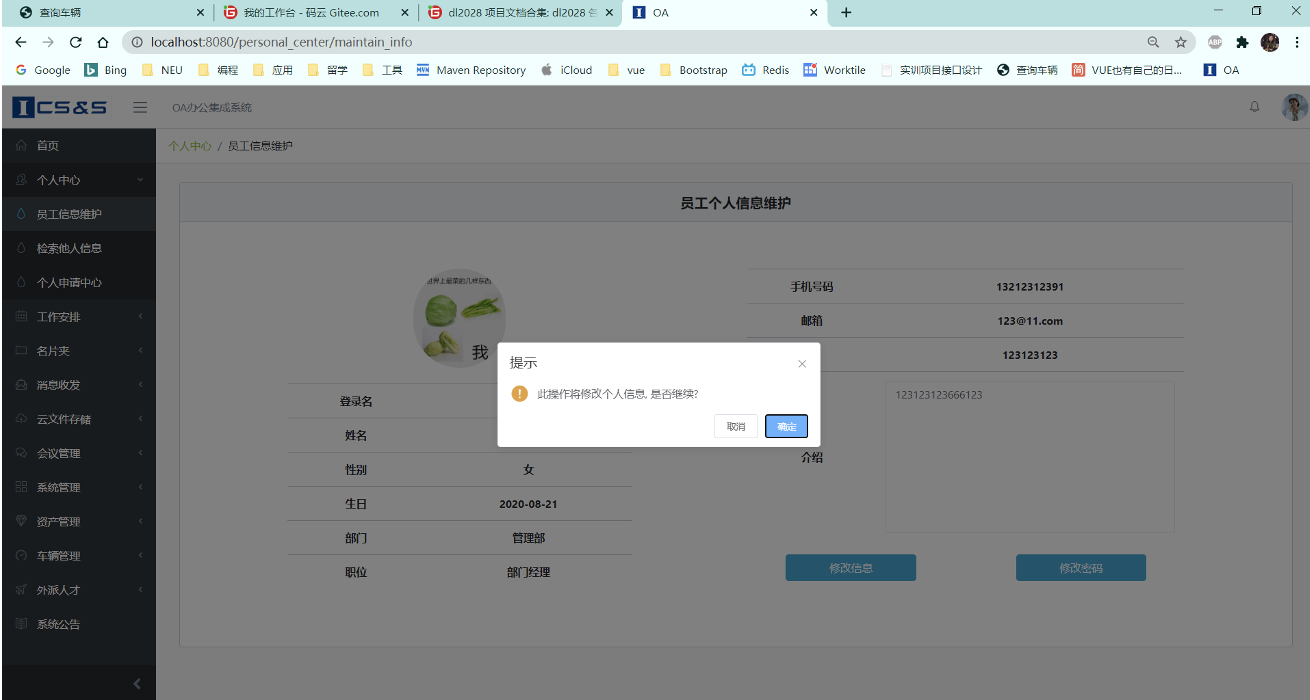 查询车辆
我的工作台 - 码云 Gitee.com
dl2028 项目文档合集: dl2028
OA
localhost:8080/personal_center/maintain_info
ABP
Google Bing NEU 编程 应用 留学 工具 Maven Repository iCloud vue Bootstrap Redis Worktile 实训项目接口设计 查询车辆 VUE也有自己的日... OA
ICS&S OA办公集成系统
首页
个人中心
员工信息维护
检索他人信息
个人申请中心
工作安排
名片夹
消息收发
云文件存储
会议管理
系统管理
资产管理
车辆管理
外派人才
系统公告
个人中心 / 员工信息维护
员工个人信息维护
世界上最菜的几样东西
我
登录名
姓名
性别 女
生日 2020-08-21
部门 管理部
职位 部门经理
手机号码 13212312391
邮箱 123@11.com
123123123
介绍 123123123666123
修改信息 修改密码
提示
此操作将修改个人信息, 是否继续?
取消 确定